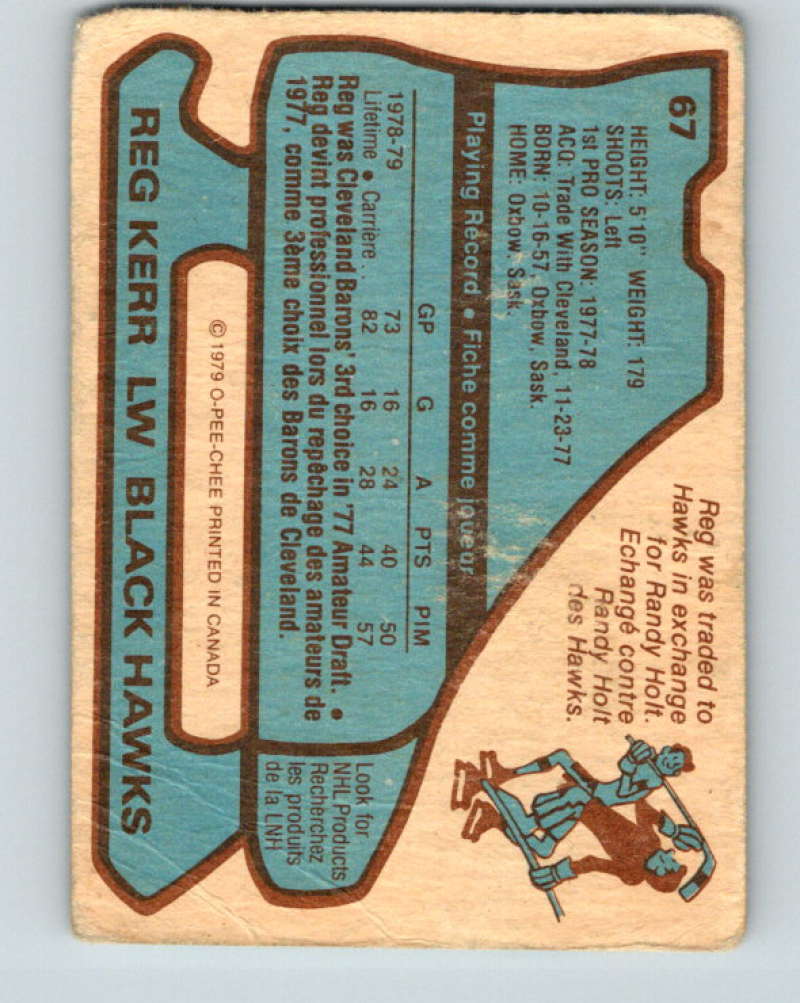 67
HEIGHT: 5'10" WEIGHT: 179
SHOOTS: Left
1st PRO SEASON: 1977-78
ACQ: Trade With Cleveland, 11-23-77
BORN: 10-16-57, Oxbow, Sask.
HOME: Oxbow, Sask.
Reg was traded to
Hawks in exchange
for Randy Holt.
Echangé contre
Randy Holt
des Hawks.
Playing Record • Fiche comme joueur
GP G A PTS PIM
1978-79 73 16 24 40 50
Lifetime • Carrière .. 82 16 28 44 57
Reg was Cleveland Barons' 3rd choice in '77 Amateur Draft. •
Reg devint professionnel lors du repêchage des amateurs de
1977, comme 3ème choix des Barons de Cleveland.
Look for
NHL Products
Recherchez
les produits
de la LNH
© 1979 O-PEE-CHEE PRINTED IN CANADA
REG KERR LW BLACK HAWKS